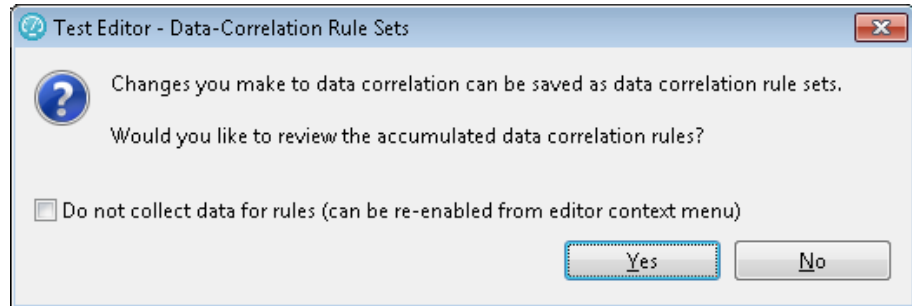 Test Editor - Data-Correlation Rule Sets
Changes you make to data correlation can be saved as data correlation rule sets.
Would you like to review the accumulated data correlation rules?
Do not collect data for rules (can be re-enabled from editor context menu)
Yes No